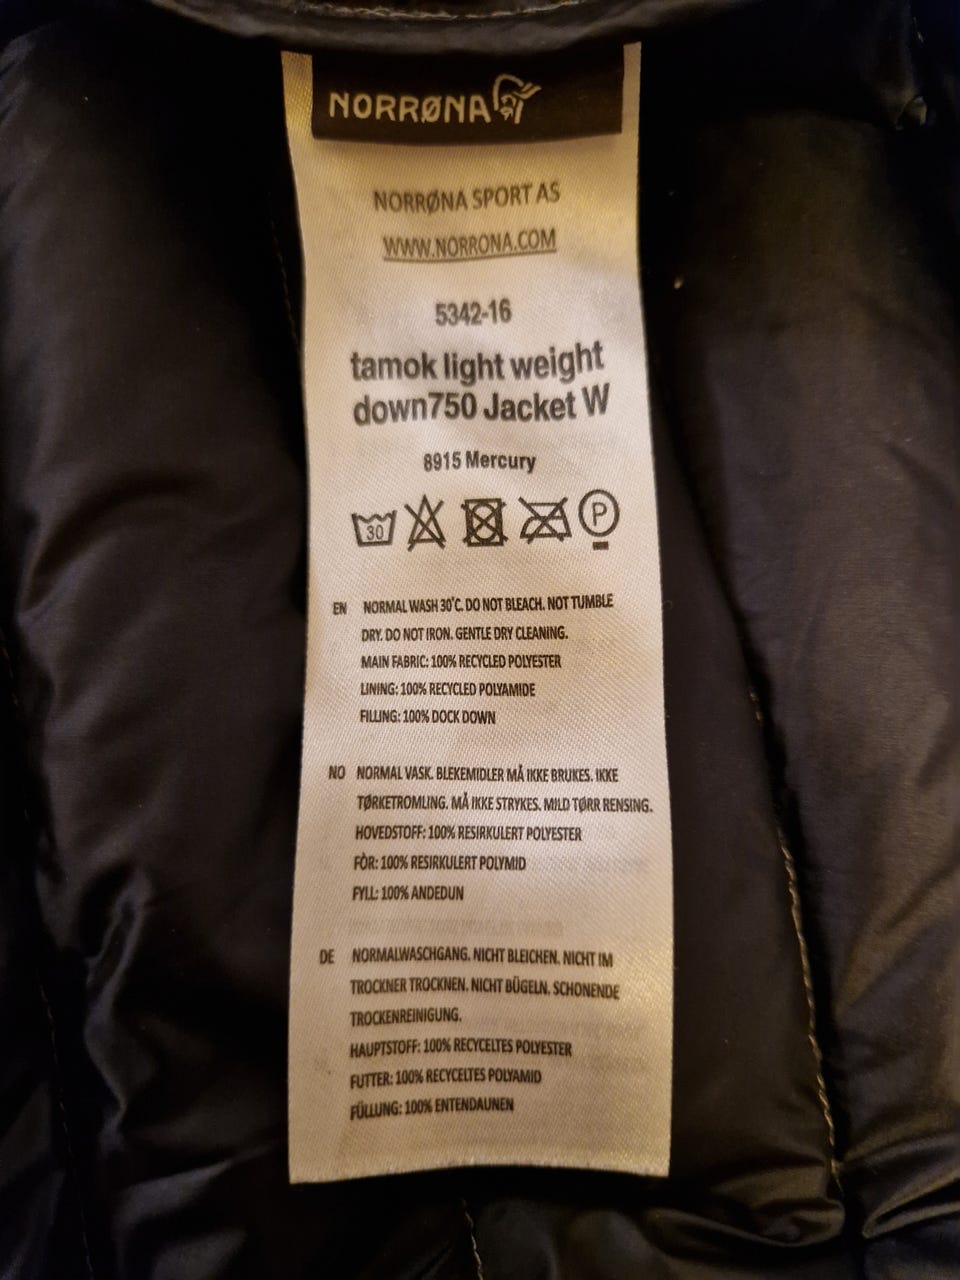 NORRØNA
NORRØNA SPORT AS
WWW.NORRONA.COM
5342-16
tamok light weight
down750 Jacket W
8915 Mercury
30
P
EN NORMAL WASH 30°C. DO NOT BLEACH. NOT TUMBLE
DRY. DO NOT IRON. GENTLE DRY CLEANING.
MAIN FABRIC: 100% RECYCLED POLYESTER
LINING: 100% RECYCLED POLYAMIDE
FILLING: 100% DOCK DOWN
NO NORMAL VASK. BLEKEMIDLER MÅ IKKE BRUKES. IKKE
TØRKETROMLING. MÅ IKKE STRYKES. MILD TØRR RENSING.
HOVEDSTOFF: 100% RESIRKULERT POLYESTER
FÒR: 100% RESIRKULERT POLYMID
FYLL: 100% ANDEDUN
DE NORMALWASCHGANG. NICHT BLEICHEN. NICHT IM
TROCKNER TROCKNEN. NICHT BÜGELN. SCHONENDE
TROCKENREINIGUNG.
HAUPTSTOFF: 100% RECYCELTES POLYESTER
FUTTER: 100% RECYCELTES POLYAMID
FÜLLUNG: 100% ENTENDAUNEN